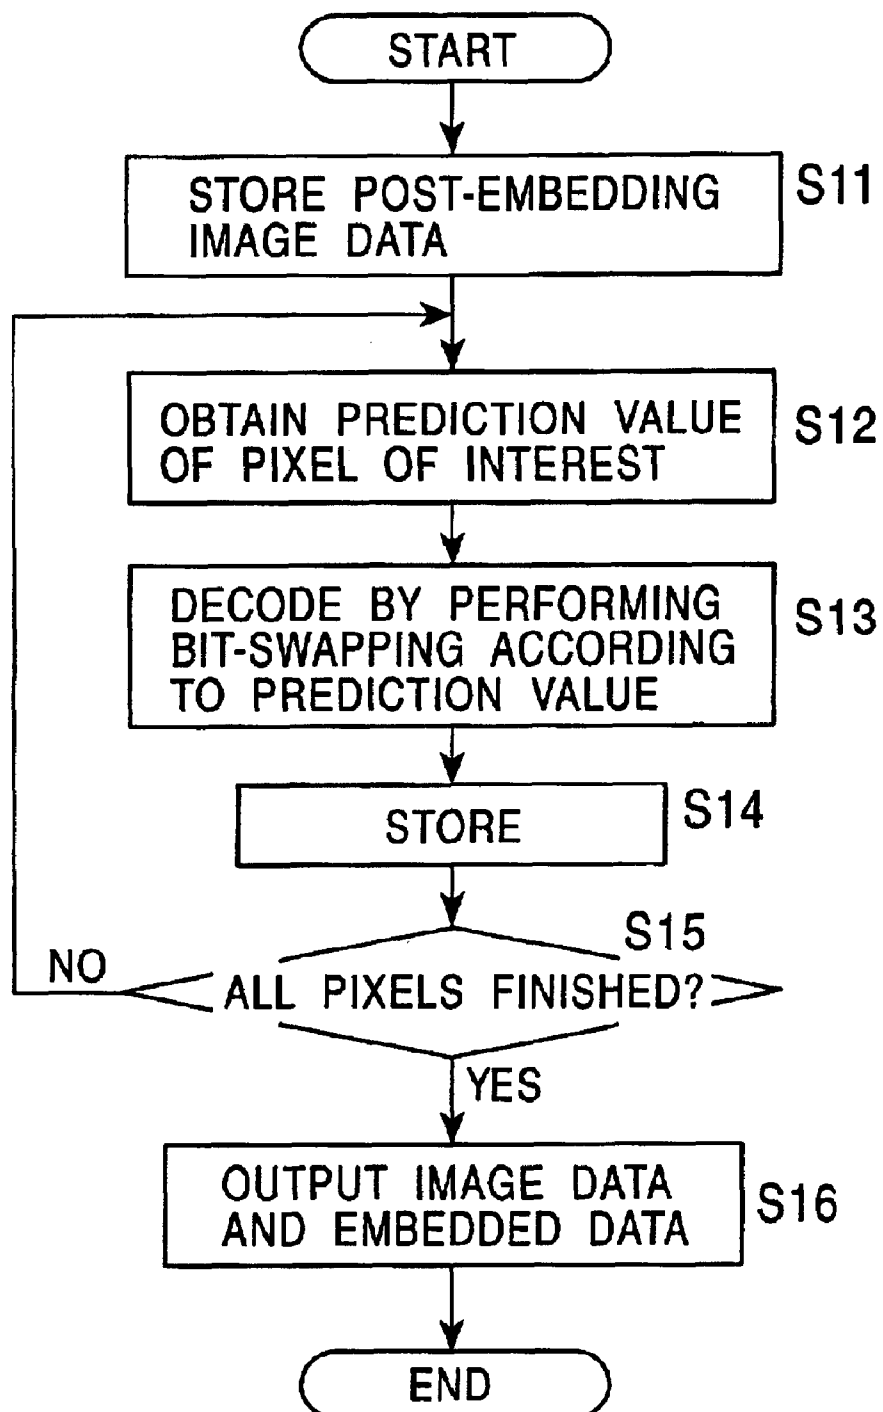 START
STORE POST-EMBEDDING
IMAGE DATA
S11
OBTAIN PREDICTION VALUE
OF PIXEL OF INTEREST
S12
DECODE BY PERFORMING
BIT-SWAPPING ACCORDING
TO PREDICTION VALUE
S13
STORE
S14
S15
NO
ALL PIXELS FINISHED?
YES
OUTPUT IMAGE DATA
AND EMBEDDED DATA
S16
END